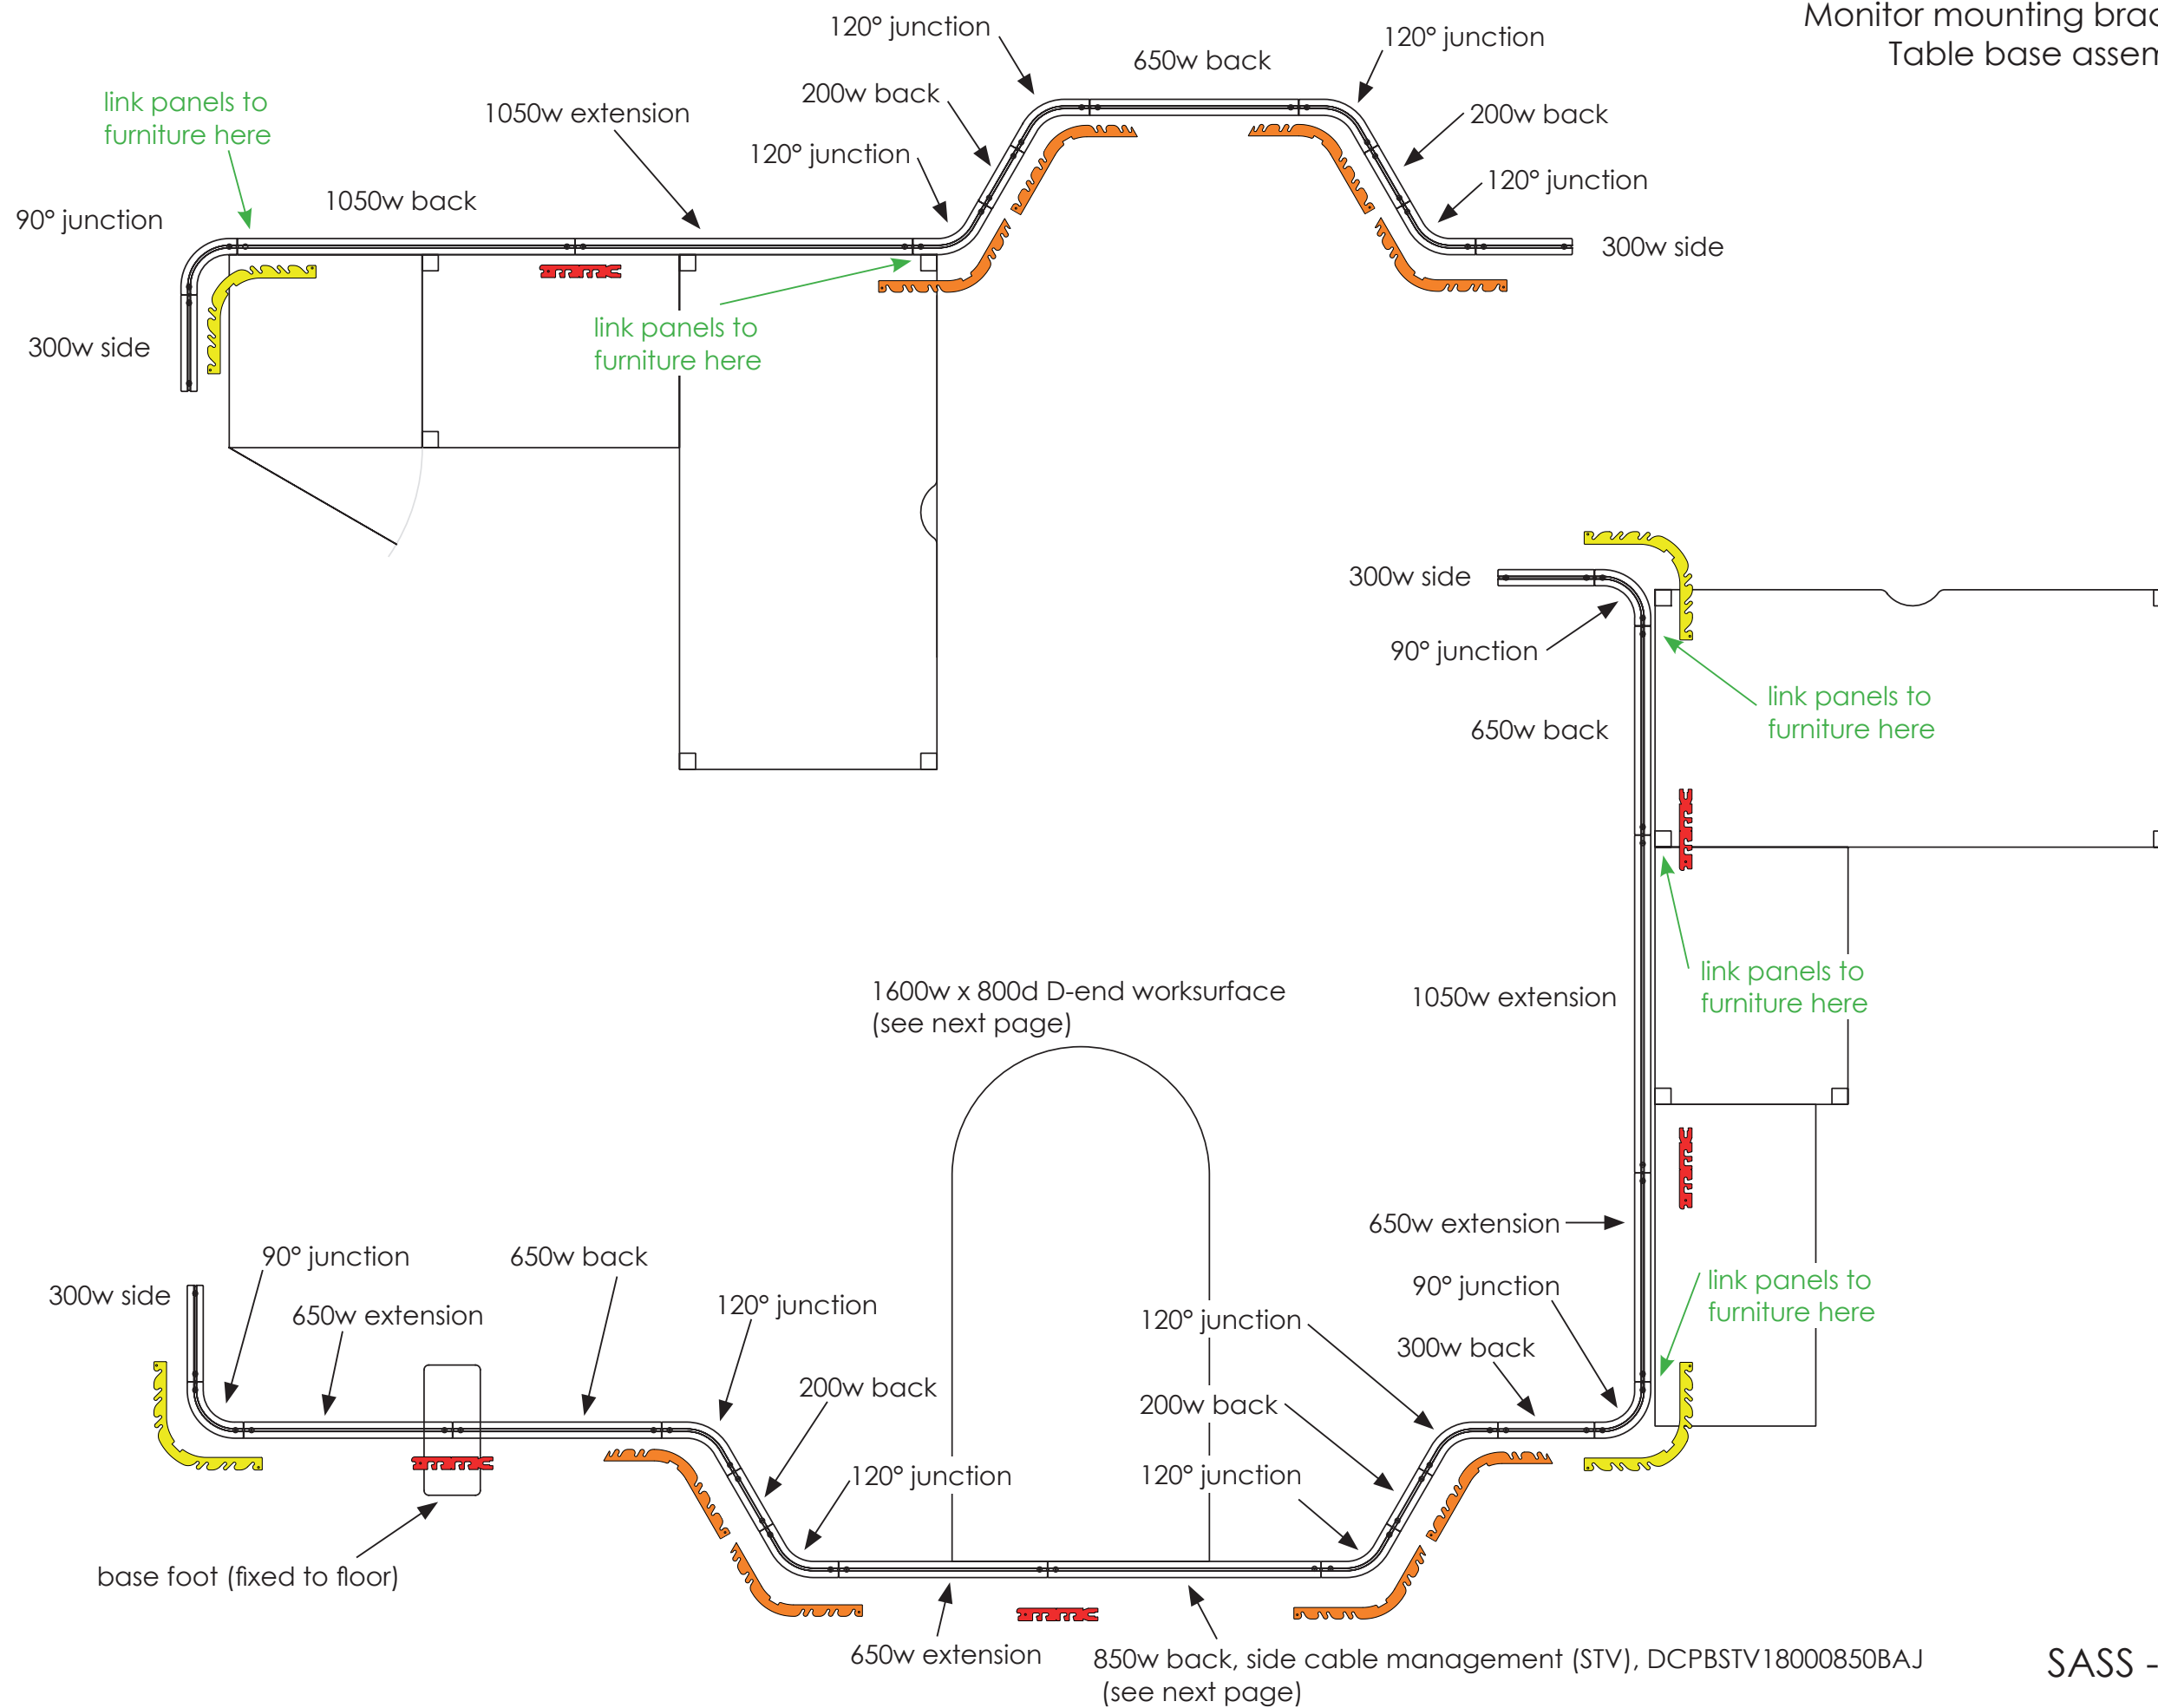 Monitor mounting brac
Table base assem
120° junction
650w back
120° junction
200w back
200w back
link panels to
furniture here
1050w extension
120° junction
120° junction
1050w back
90° junction
300w side
link panels to
furniture here
300w side
300w side
90° junction
link panels to
furniture here
650w back
link panels to
furniture here
1050w extension
1600w x 800d D-end worksurface
(see next page)
650w extension
90° junction
650w back
300w side
650w extension
120° junction
120° junction
90° junction
300w back
link panels to
furniture here
200w back
200w back
120° junction
120° junction
base foot (fixed to floor)
650w extension
850w back, side cable management (STV), DCPBSTV18000850BAJ
(see next page)
SASS -